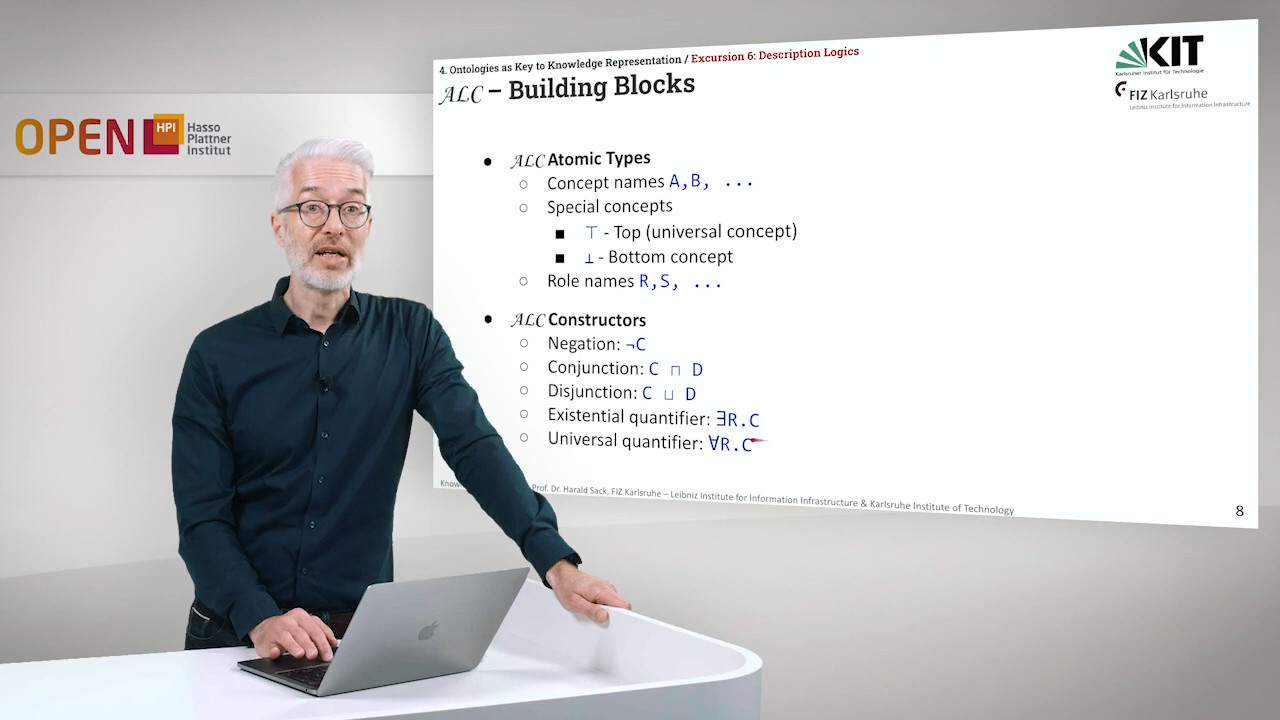 4. Ontologies as Key to Knowledge Representation / Excursion 6: Description Logics
ALC – Building Blocks
KIT
Karlsruher Institut für Technologie
FIZ Karlsruhe
Leibniz Institute for Information Infrastructure
OPEN HPI Hasso
Plattner
Institut
● ALC Atomic Types
○ Concept names A,B, ...
○ Special concepts
■ ⊤ - Top (universal concept)
■ ⊥ - Bottom concept
○ Role names R,S, ...
● ALC Constructors
○ Negation: ¬C
○ Conjunction: C ⊓ D
○ Disjunction: C ⊔ D
○ Existential quantifier: ∃R.C
○ Universal quantifier: ∀R.C
Prof. Dr. Harald Sack, FIZ Karlsruhe – Leibniz Institute for Information Infrastructure & Karlsruhe Institute of Technology
8